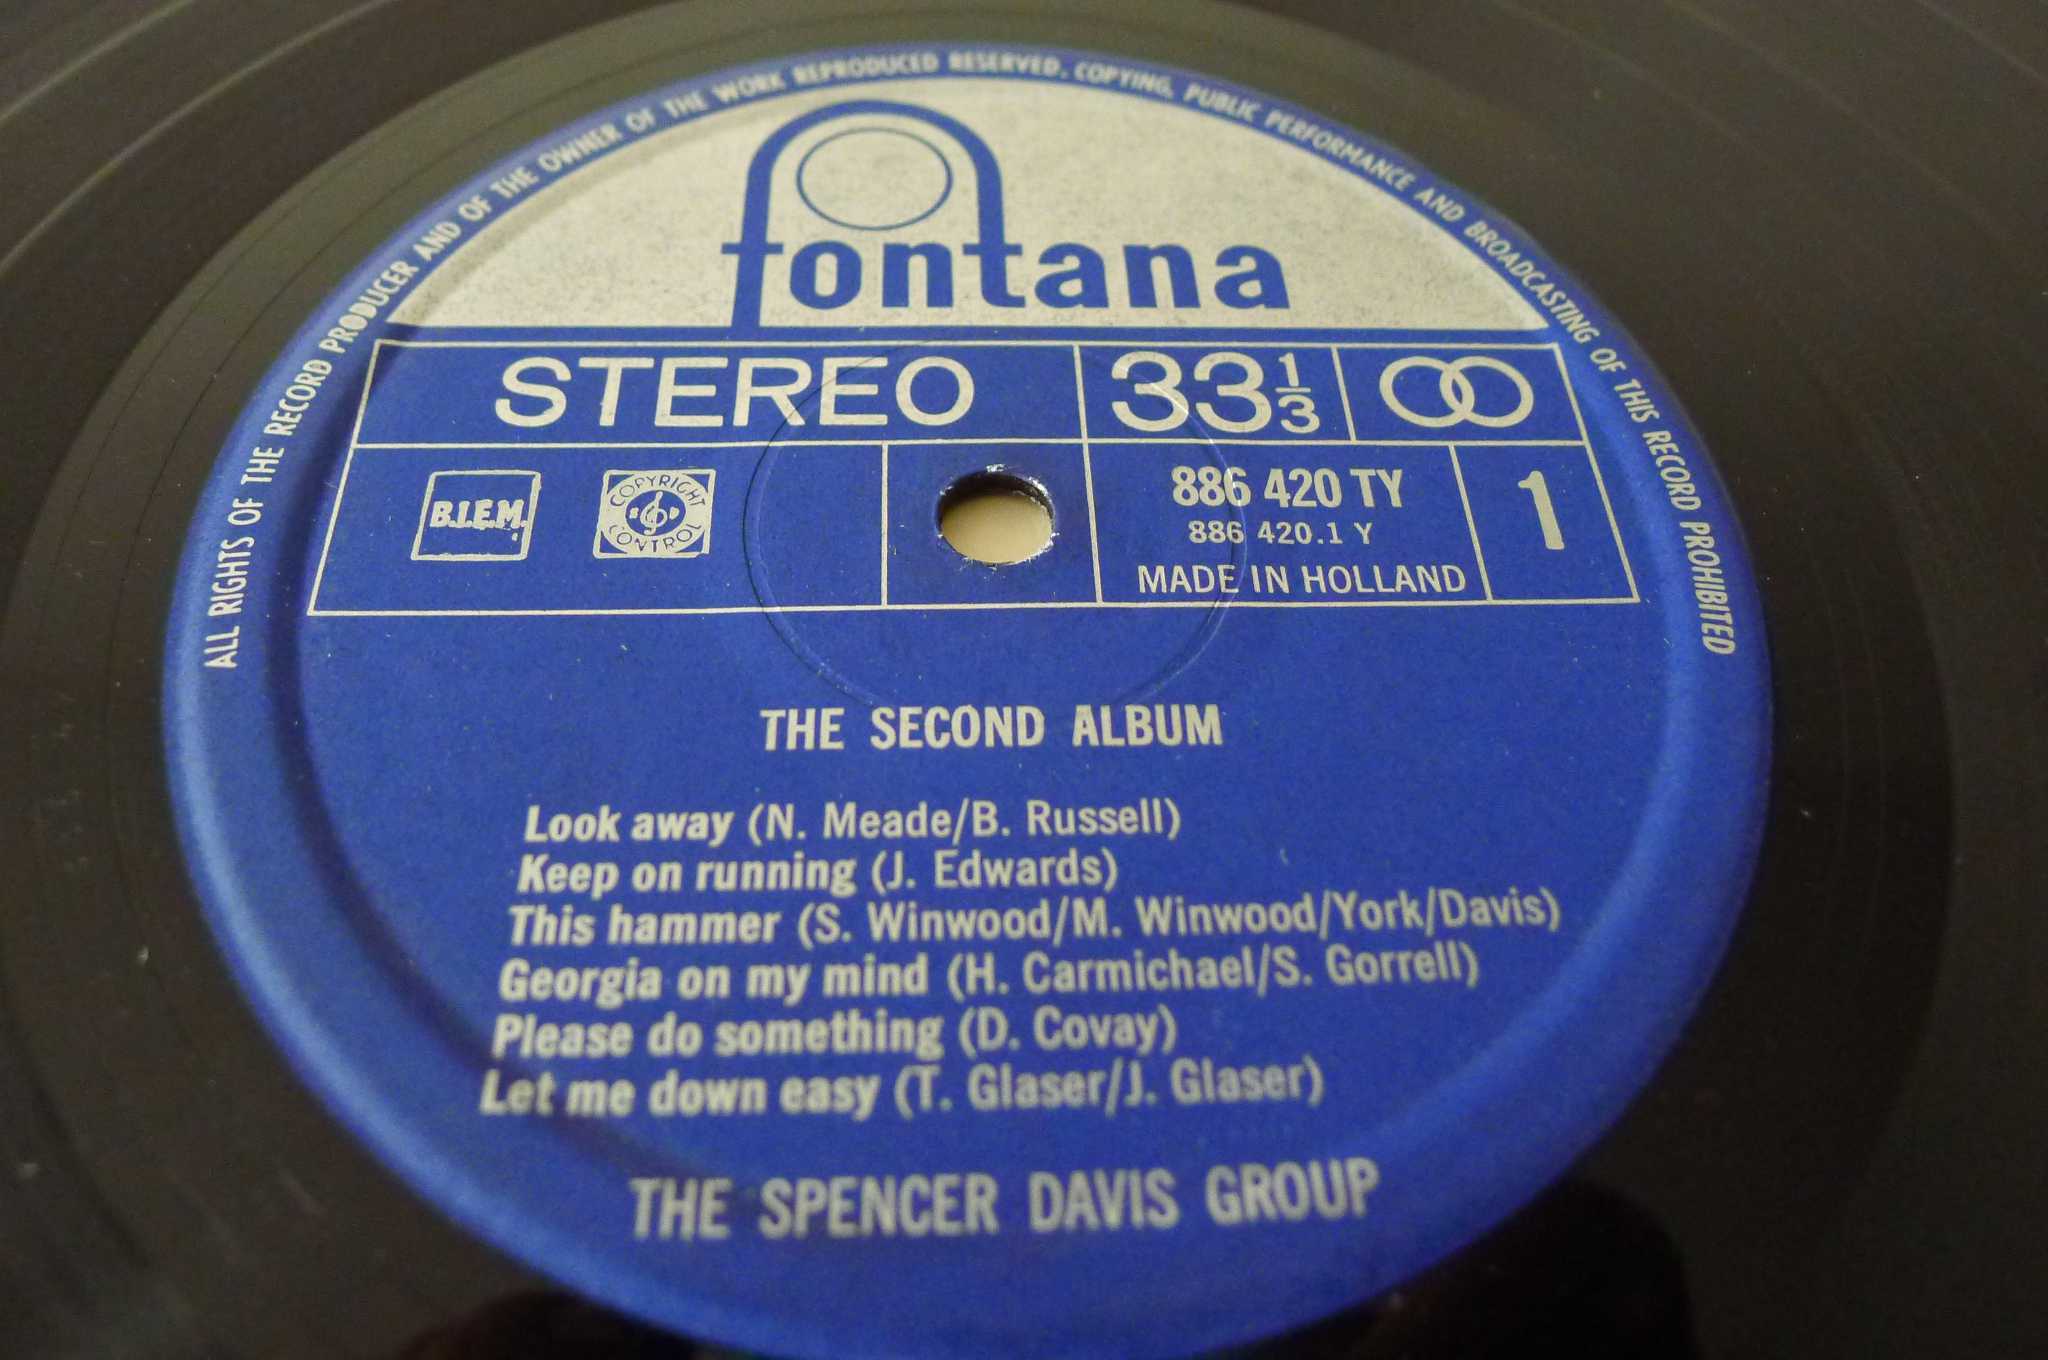 ALL RIGHTS OF THE RECORD PRODUCER AND OF THE OWNER OF THE WORK REPRODUCED RESERVED. COPYING, PUBLIC PERFORMANCE AND BROADCASTING OF THIS RECORD PROHIBITED
fontana
STEREO 33 1/3
B.I.E.M. COPYRIGHT CONTROL 886 420 TY 1
886 420.1 Y
MADE IN HOLLAND
THE SECOND ALBUM
Look away (N. Meade/B. Russell)
Keep on running (J. Edwards)
This hammer (S. Winwood/M. Winwood/York/Davis)
Georgia on my mind (H. Carmichael/S. Gorrell)
Please do something (D. Covay)
Let me down easy (T. Glaser/J. Glaser)
THE SPENCER DAVIS GROUP